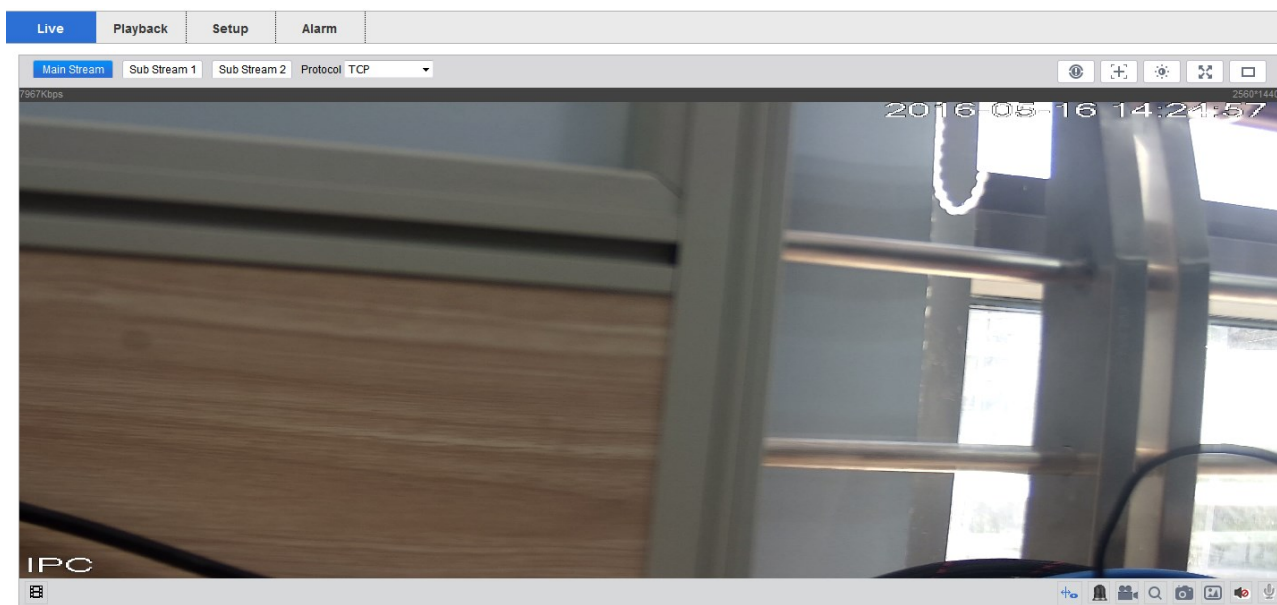 Live Playback Setup Alarm
Main Stream Sub Stream 1 Sub Stream 2 Protocol TCP
7967Kbps 2560*1440
2016-05-16 14:24:57
IPC